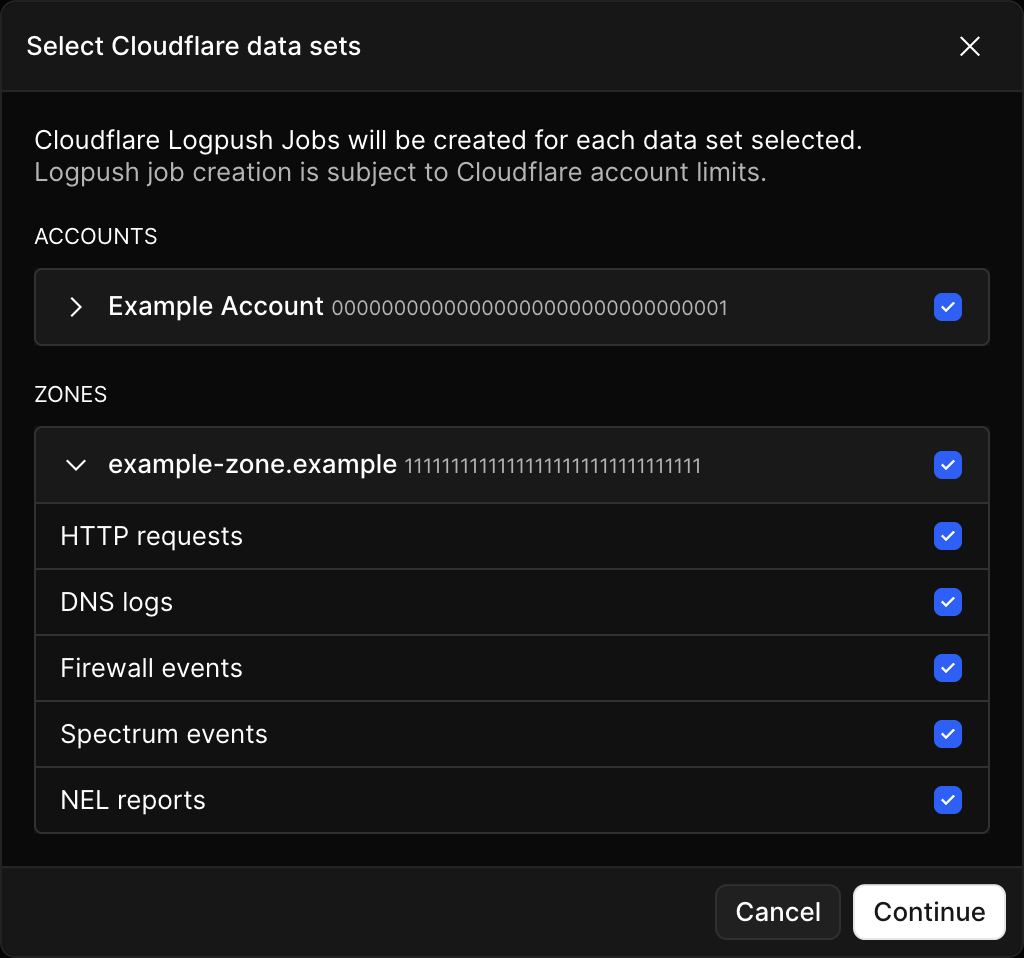 Select Cloudflare data sets
Cloudflare Logpush Jobs will be created for each data set selected.
Logpush job creation is subject to Cloudflare account limits.
ACCOUNTS
Example Account 00000000000000000000000000000001
ZONES
example-zone.example 11111111111111111111111111111111
HTTP requests
DNS logs
Firewall events
Spectrum events
NEL reports
Cancel Continue